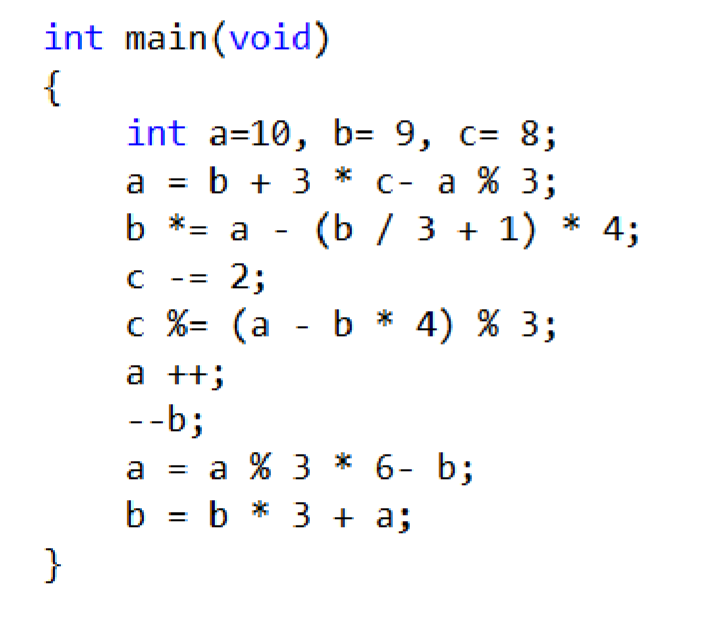 int main(void)
{
int a=10, b= 9, c= 8;
a = b + 3 * c- a % 3;
b *= a - (b / 3 + 1) * 4;
c -= 2;
c %= (a - b * 4) % 3;
a ++;
--b;
a = a % 3 * 6- b;
b = b * 3 + a;
}